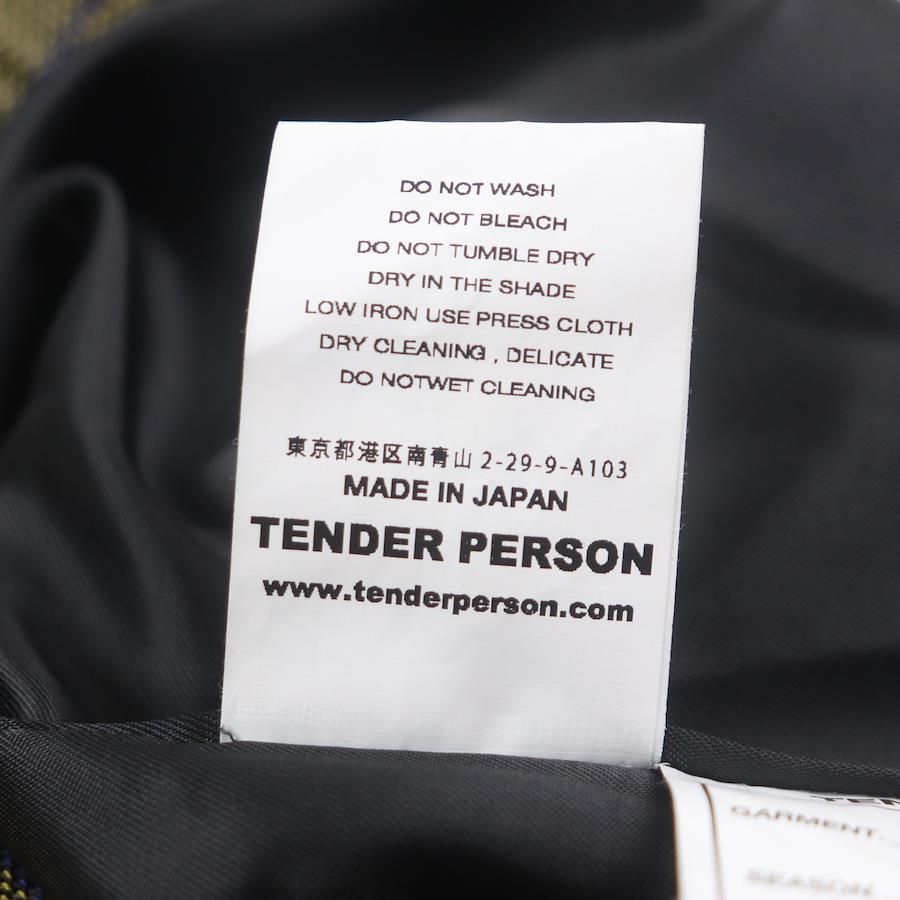 DO NOT WASH
DO NOT BLEACH
DO NOT TUMBLE DRY
DRY IN THE SHADE
LOW IRON USE PRESS CLOTH
DRY CLEANING , DELICATE
DO NOTWET CLEANING
東京都港区南青山 2-29-9-A103
MADE IN JAPAN
TENDER PERSON
www.tenderperson.com
GARMENT.
SEASON